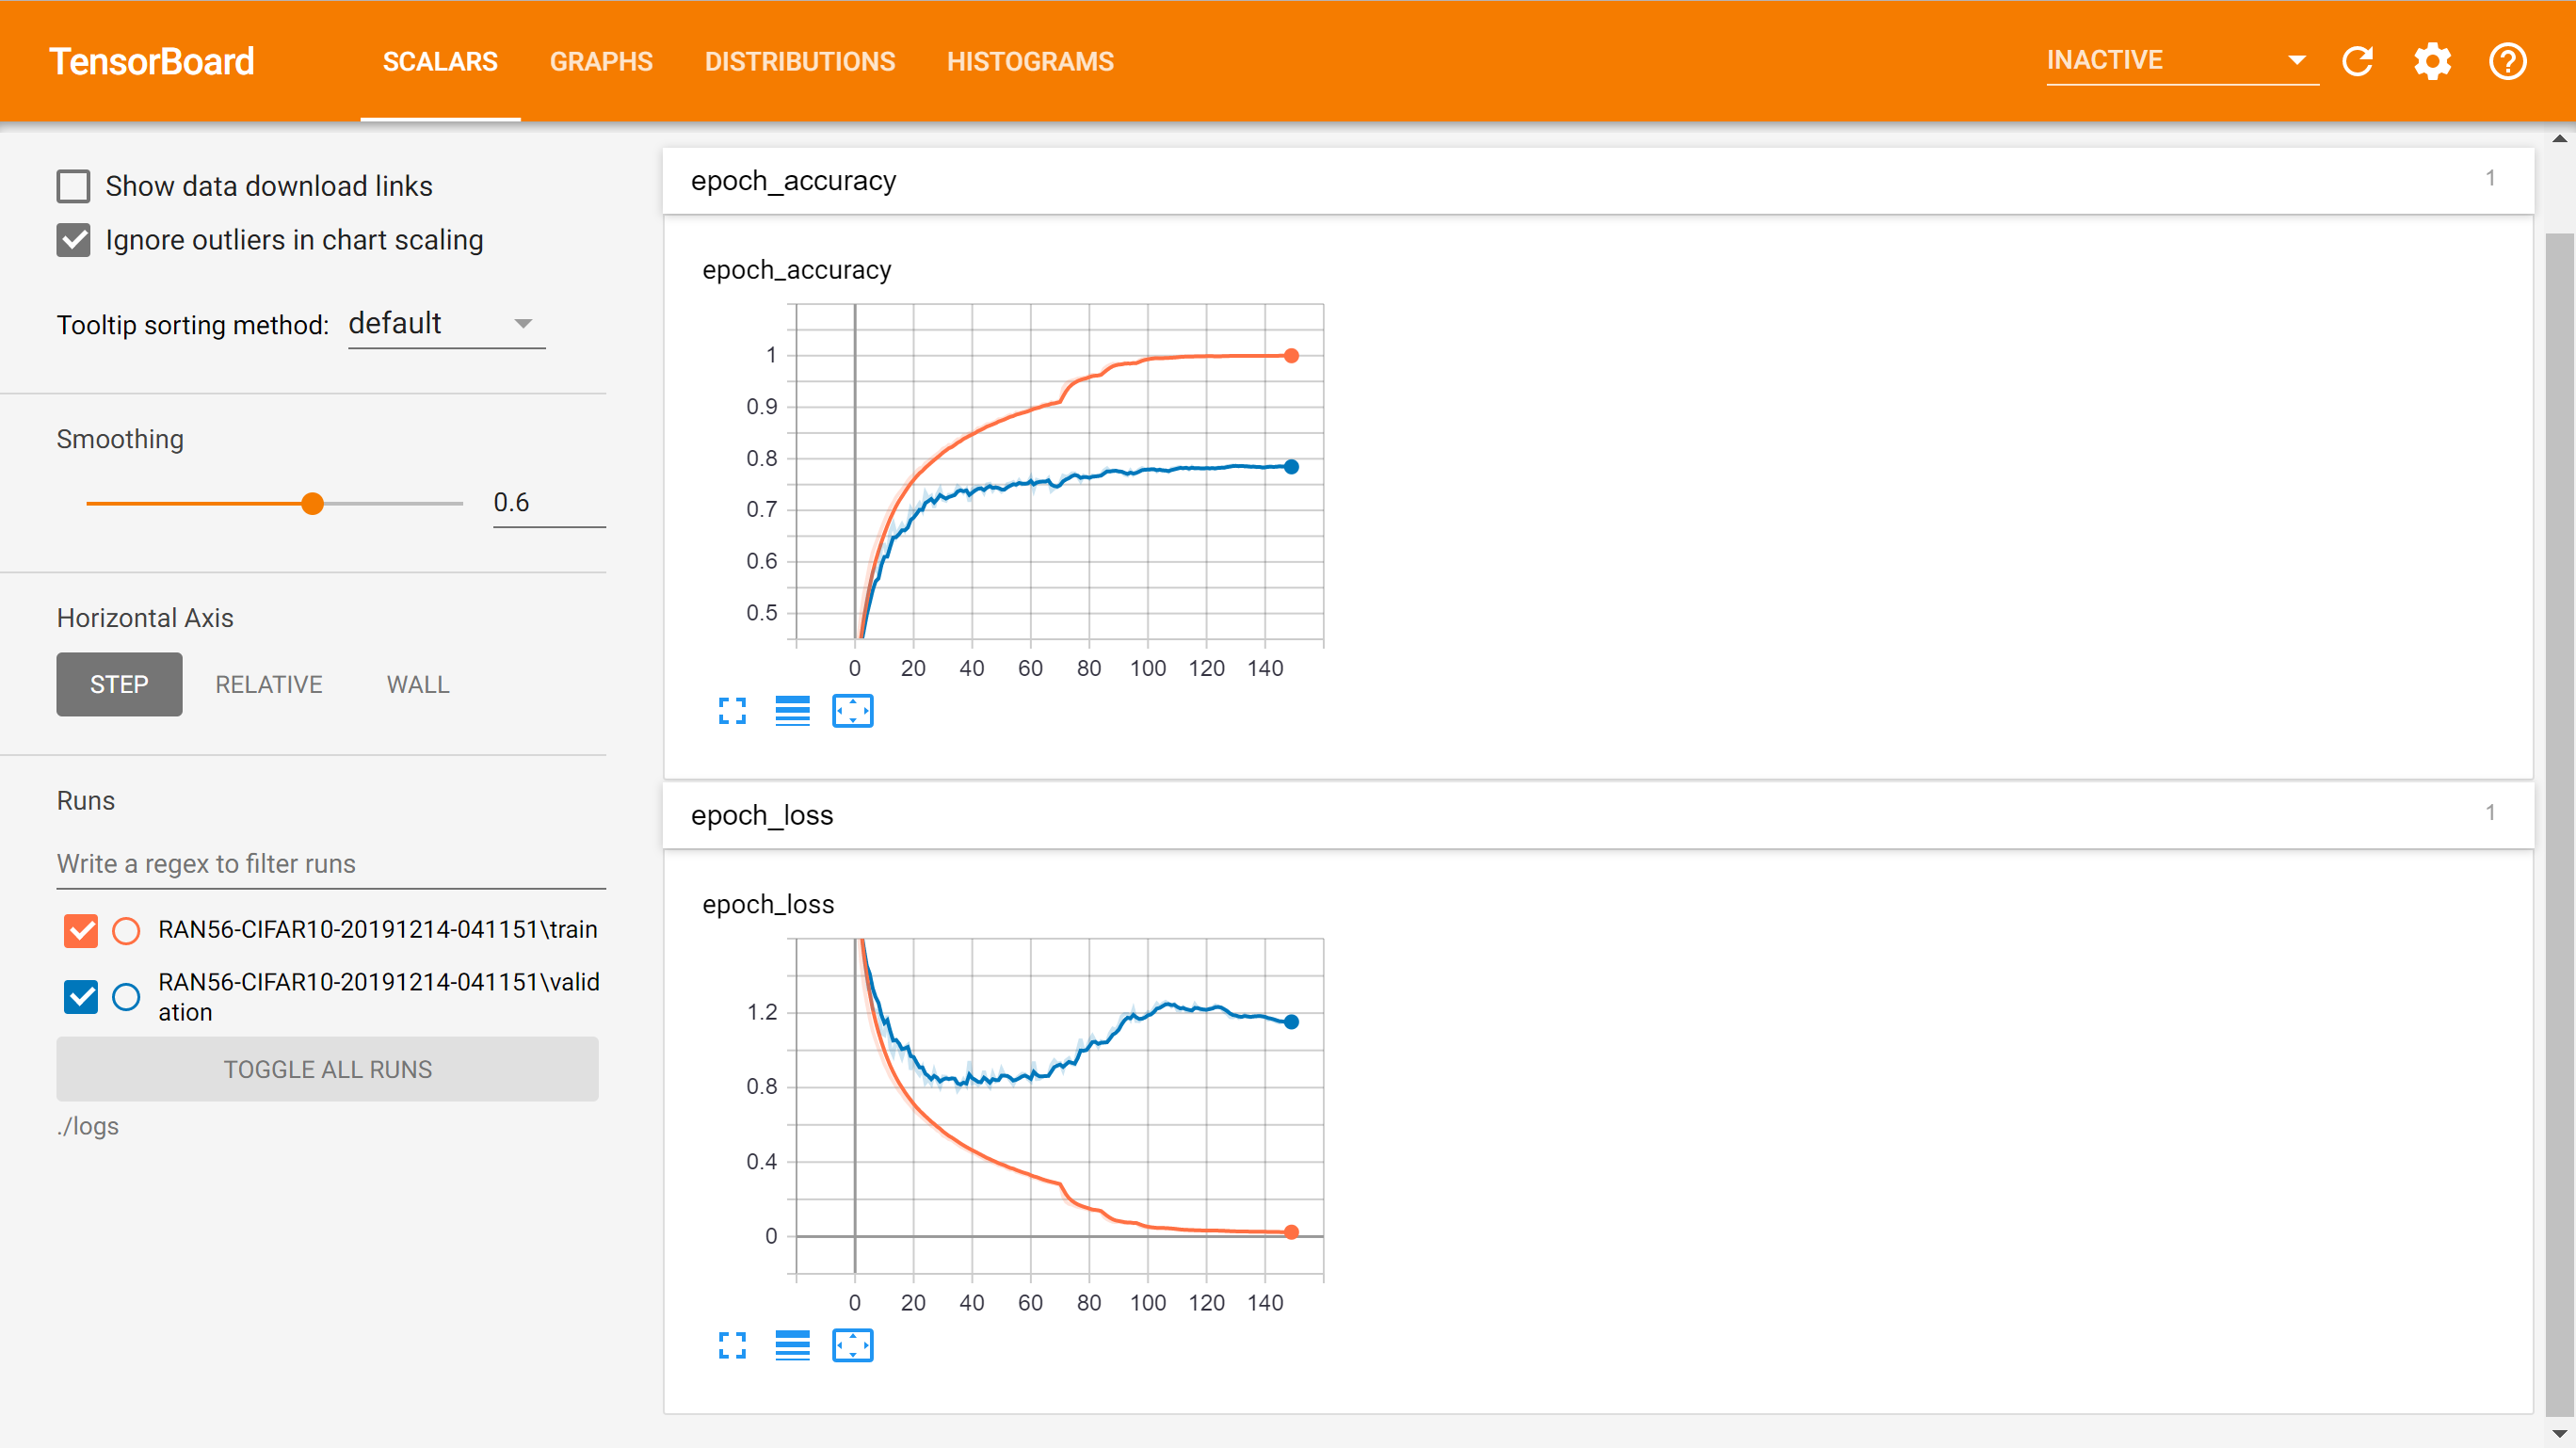 TensorBoard
SCALARS
GRAPHS
DISTRIBUTIONS
HISTOGRAMS
INACTIVE
Show data download links
Ignore outliers in chart scaling
Tooltip sorting method: default
Smoothing
0.6
Horizontal Axis
STEP
RELATIVE
WALL
Runs
Write a regex to filter runs
RAN56-CIFAR10-20191214-041151\train
RAN56-CIFAR10-20191214-041151\valid
ation
TOGGLE ALL RUNS
./logs
epoch_accuracy
1
epoch_accuracy
1
0.9
0.8
0.7
0.6
0.5
0 20 40 60 80 100 120 140
epoch_loss
1
epoch_loss
1.2
0.8
0.4
0
0 20 40 60 80 100 120 140